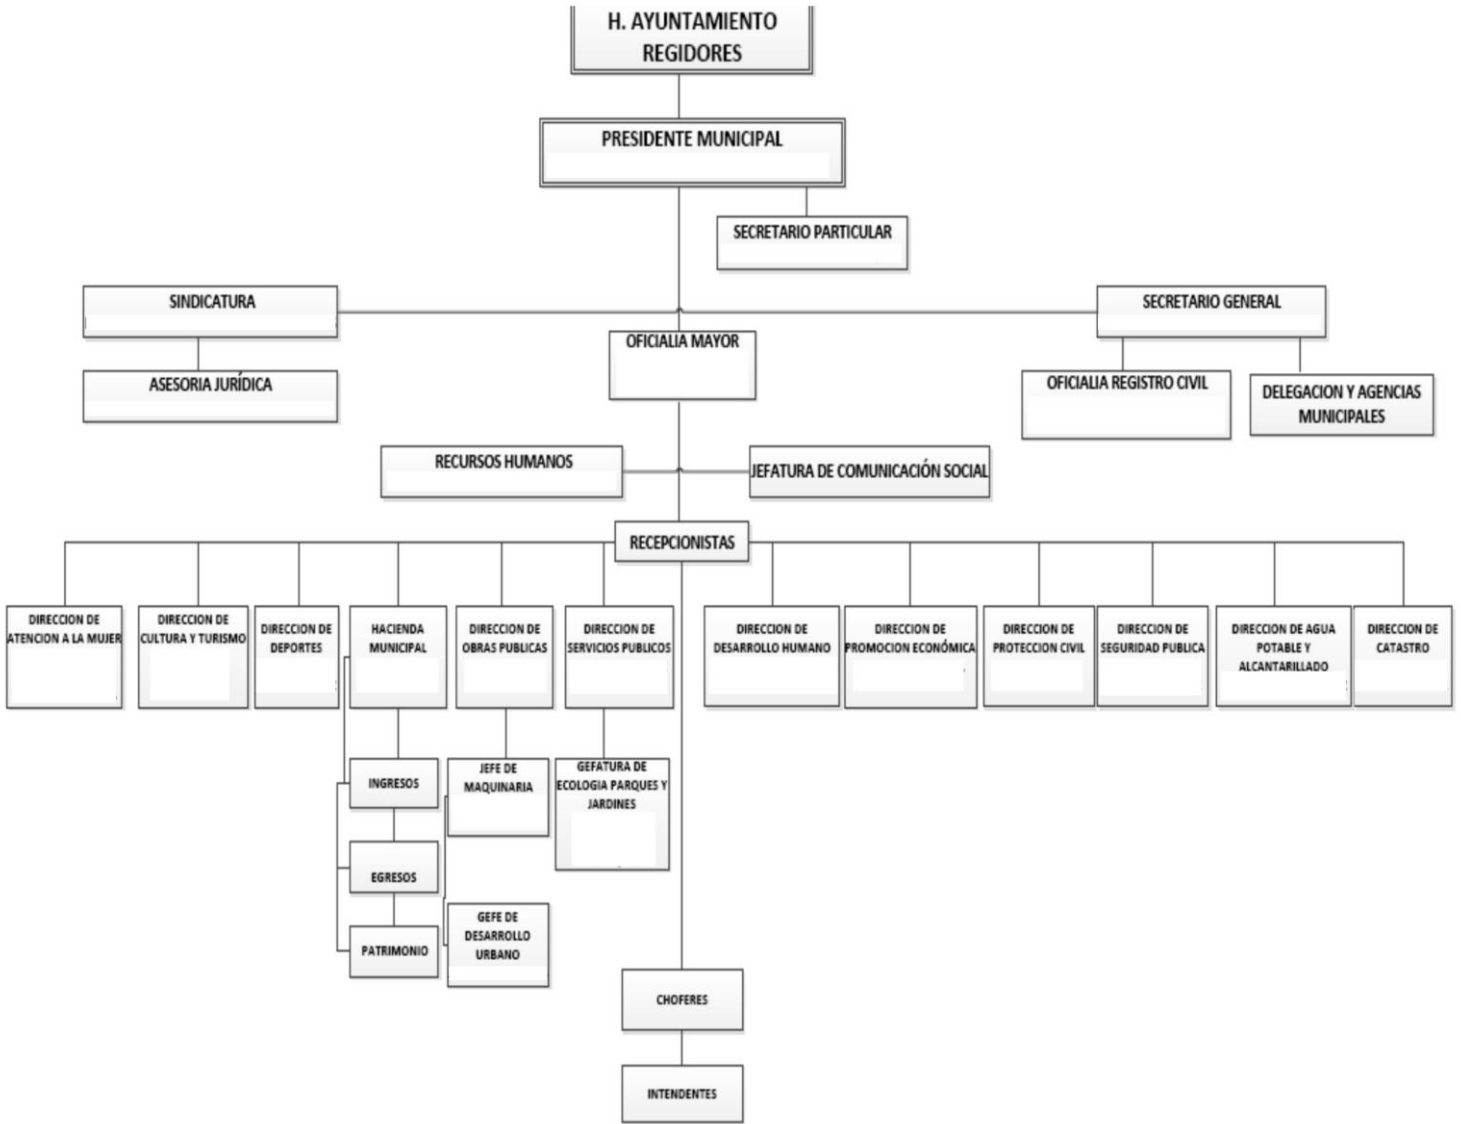 H. AYUNTAMIENTO
REGIDORES
PRESIDENTE MUNICIPAL
SECRETARIO PARTICULAR
SINDICATURA
SECRETARIO GENERAL
OFICIALIA MAYOR
ASESORIA JURÍDICA
OFICIALIA REGISTRO CIVIL
DELEGACION Y AGENCIAS
MUNICIPALES
RECURSOS HUMANOS
JEFATURA DE COMUNICACIÓN SOCIAL
RECEPCIONISTAS
DIRECCION DE
ATENCION A LA MUJER
DIRECCION DE
CULTURA Y TURISMO
DIRECCION DE
DEPORTES
HACIENDA
MUNICIPAL
DIRECCION DE
OBRAS PUBLICAS
DIRECCION DE
SERVICIOS PUBLICOS
DIRECCION DE
DESARROLLO HUMANO
DIRECCION DE
PROMOCION ECONÓMICA
DIRECCION DE
PROTECCION CIVIL
DIRECCION DE
SEGURIDAD PUBLICA
DIRECCION DE AGUA
POTABLE Y
ALCANTARILLADO
DIRECCION DE
CATASTRO
INGRESOS
JEFE DE
MAQUINARIA
GEFATURA DE
ECOLOGIA PARQUES Y
JARDINES
EGRESOS
PATRIMONIO
GEFE DE
DESARROLLO
URBANO
CHOFERES
INTENDENTES